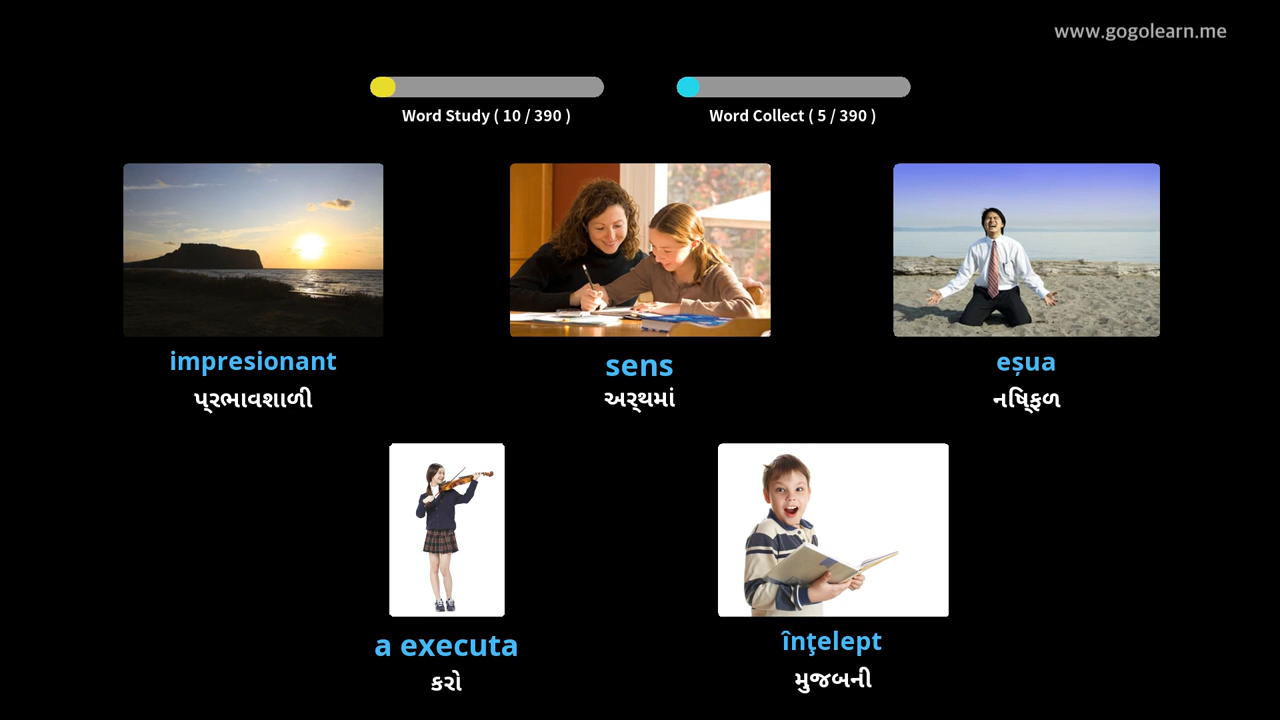 www.gogolearn.me
Word Study ( 10 / 390 )
Word Collect ( 5 / 390 )
impresionant
પ્રભાવશાળી
sens
અર્થમાં
eșua
નિષ્ફળ
a executa
કરો
înţelept
મુજબની